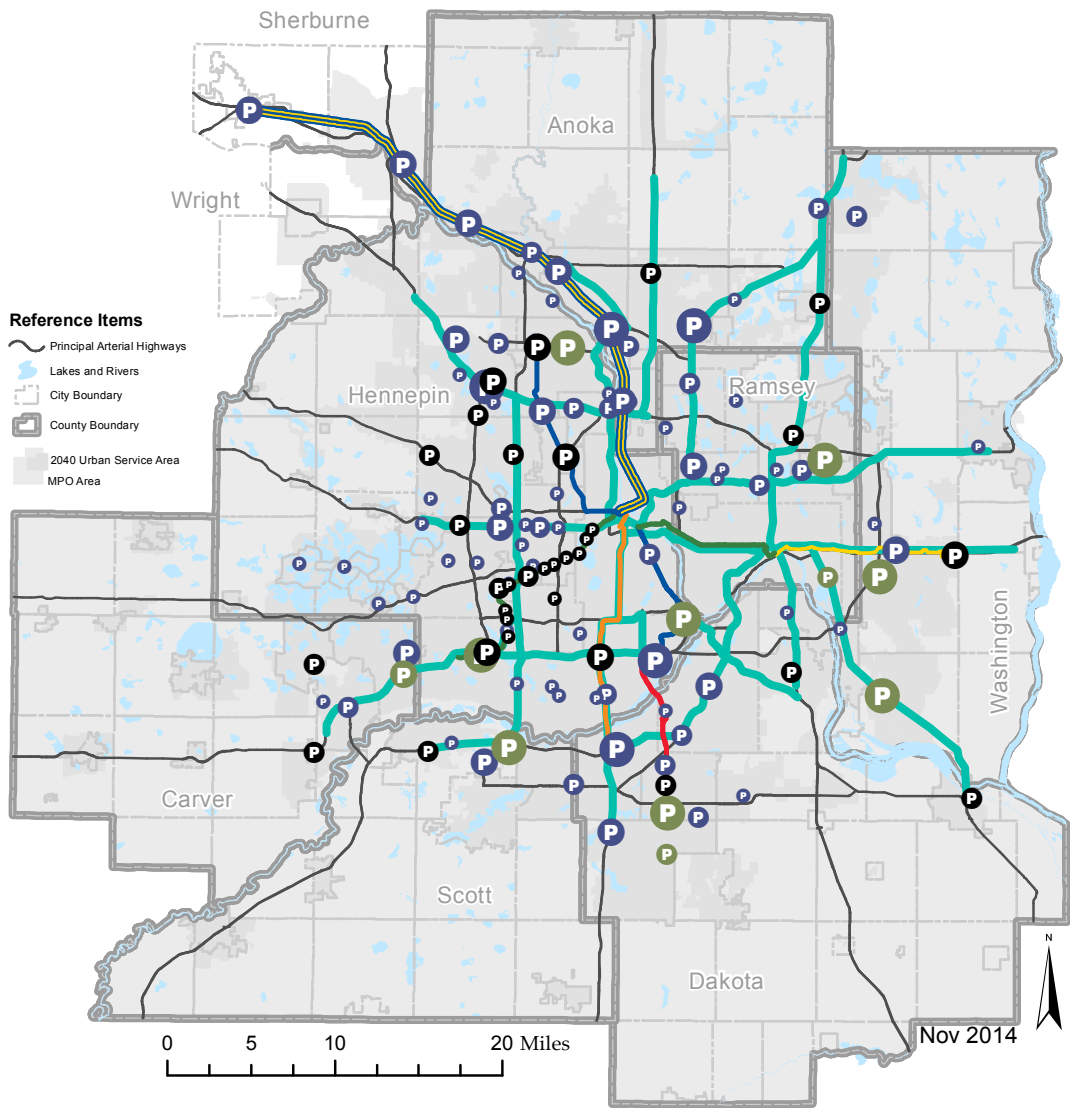 Sherburne
Anoka
Wright
Reference Items
Principal Arterial Highways
Lakes and Rivers
City Boundary
County Boundary
2040 Urban Service Area
MPO Area
Hennepin
Ramsey
Washington
Carver
Scott
Dakota
N
Nov 2014
0 5 10 20 Miles
P P P P P P P P P P P P P P P P P P P P P P P P P P P P P P P P P P P P P P P P P P P P P P P P P P P P P P P P P P P P P P P P P P P P P P P P P P P P P P P P P P P P P P P P P P P P P P P P P P P P